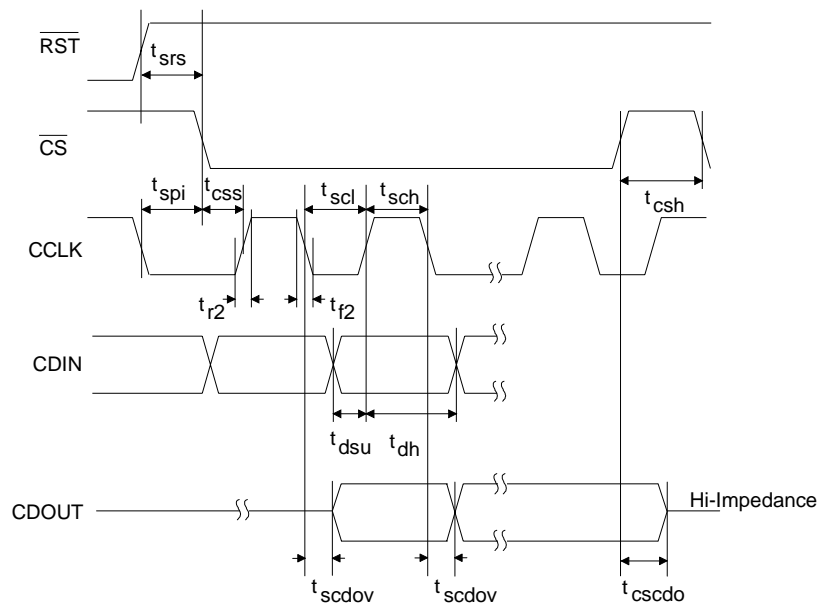 RST
t_srs
CS
t_spi t_css t_scl t_sch
t_csh
CCLK
t_r2 t_f2
CDIN
t_dsu t_dh
CDOUT
Hi-Impedance
t_scdov t_scdov t_cscdo